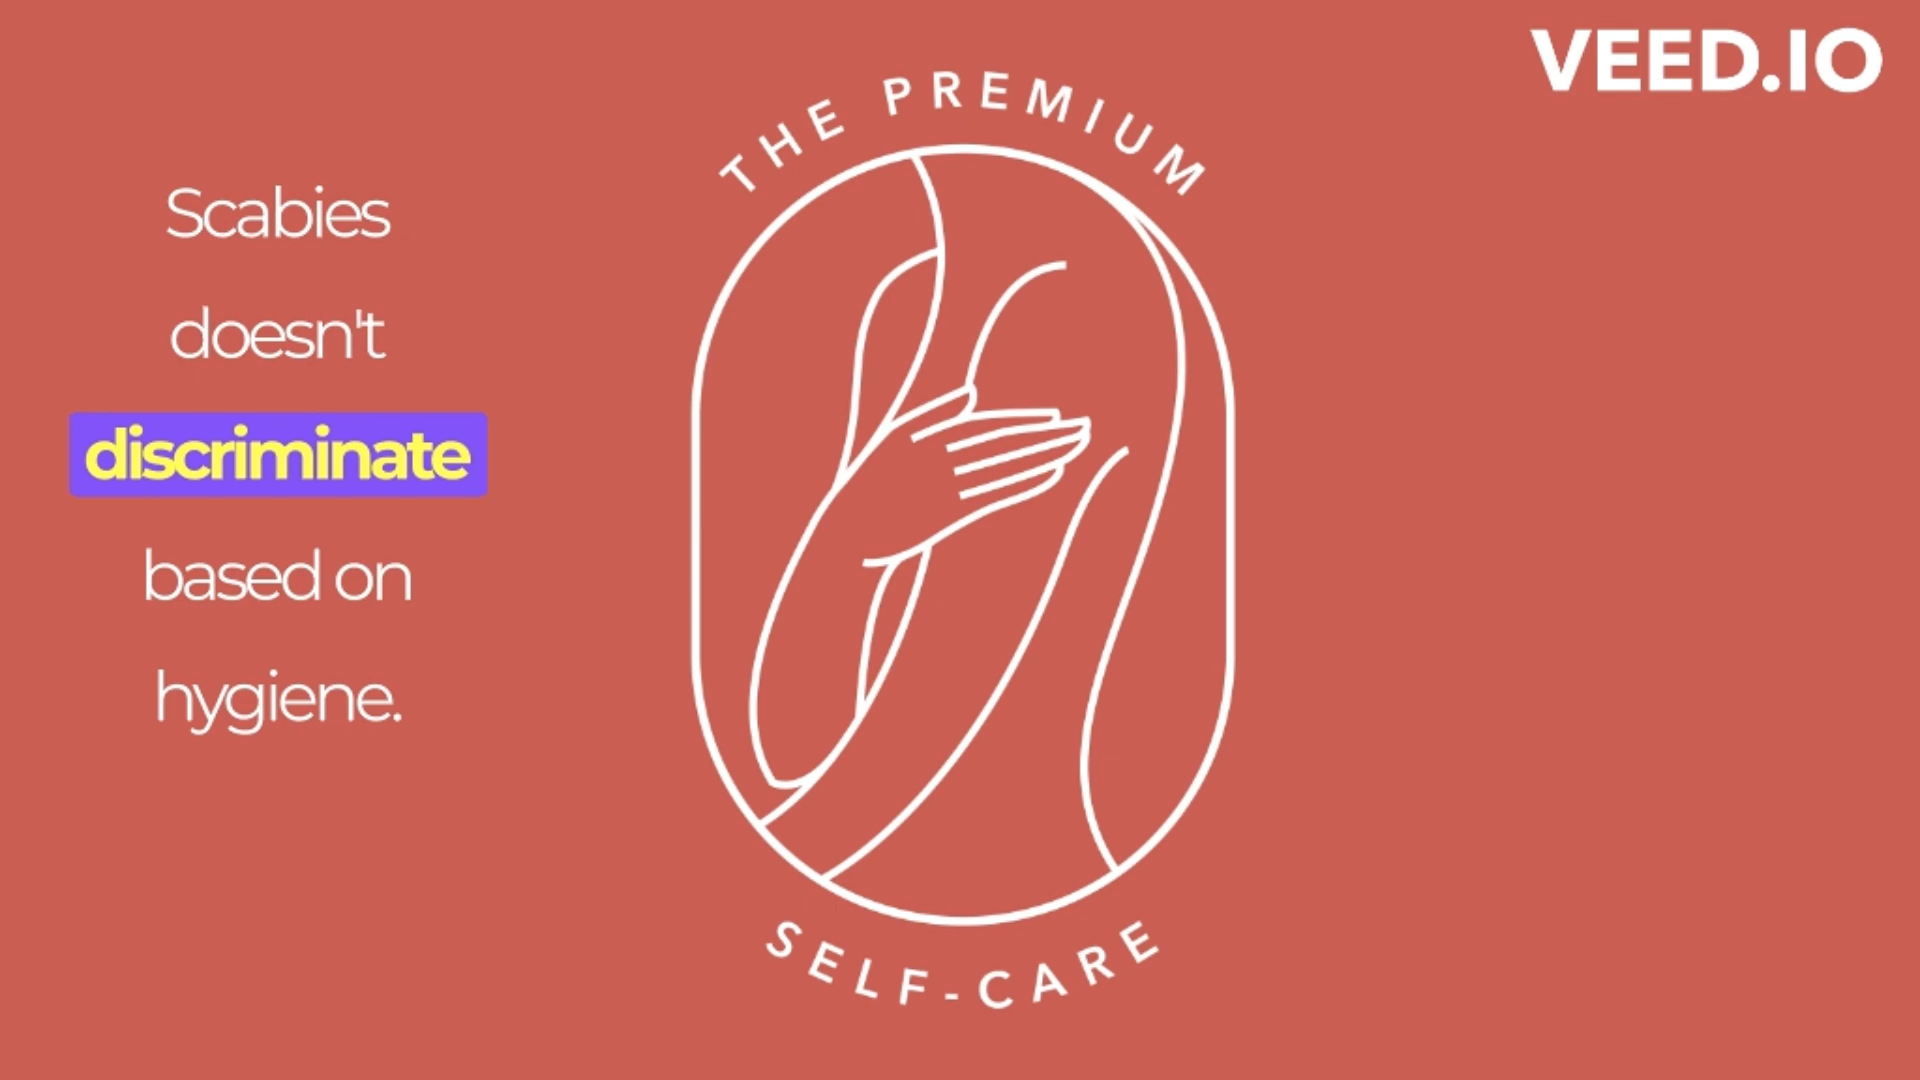 VEED.IO
THE PREMIUM
Scabies
doesn't
discriminate
based on
hygiene.
SELF-CARE